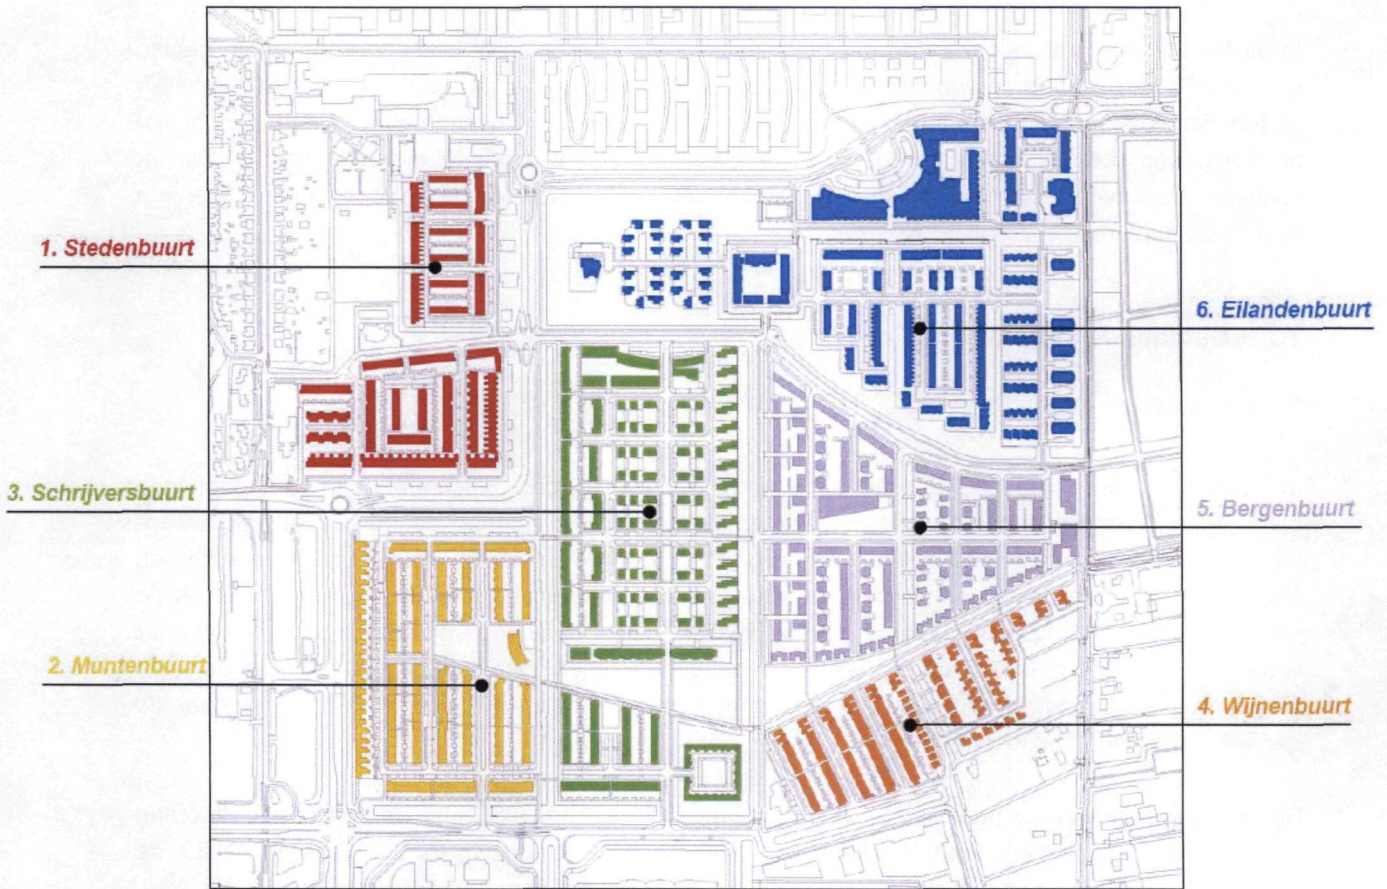 1. Stedenbuurt
6. Eilandenbuurt
3. Schrijversbuurt
5. Bergenbuurt
2. Muntenbuurt
4. Wijnenbuurt